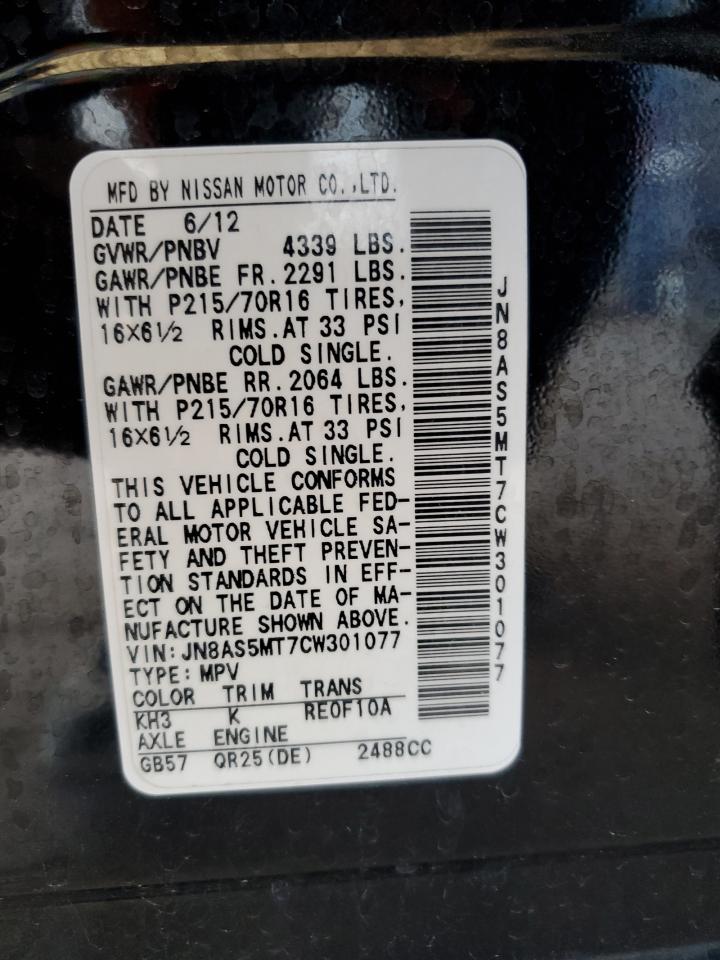 MFD BY NISSAN MOTOR CO.,LTD.
DATE 6/12
GVWR/PNBV 4339 LBS.
GAWR/PNBE FR.2291 LBS.
WITH P215/70R16 TIRES,
16X6½ RIMS.AT 33 PSI
COLD SINGLE.
GAWR/PNBE RR.2064 LBS.
WITH P215/70R16 TIRES,
16X6½ RIMS.AT 33 PSI
COLD SINGLE.
THIS VEHICLE CONFORMS
TO ALL APPLICABLE FED-
ERAL MOTOR VEHICLE SA-
FETY AND THEFT PREVEN-
TION STANDARDS IN EFF-
ECT ON THE DATE OF MA-
NUFACTURE SHOWN ABOVE.
VIN:JN8AS5MT7CW301077
TYPE:MPV
COLOR TRIM TRANS
KH3 K RE0F10A
AXLE ENGINE
GB57 QR25(DE) 2488CC
JN8AS5MT7CW301077